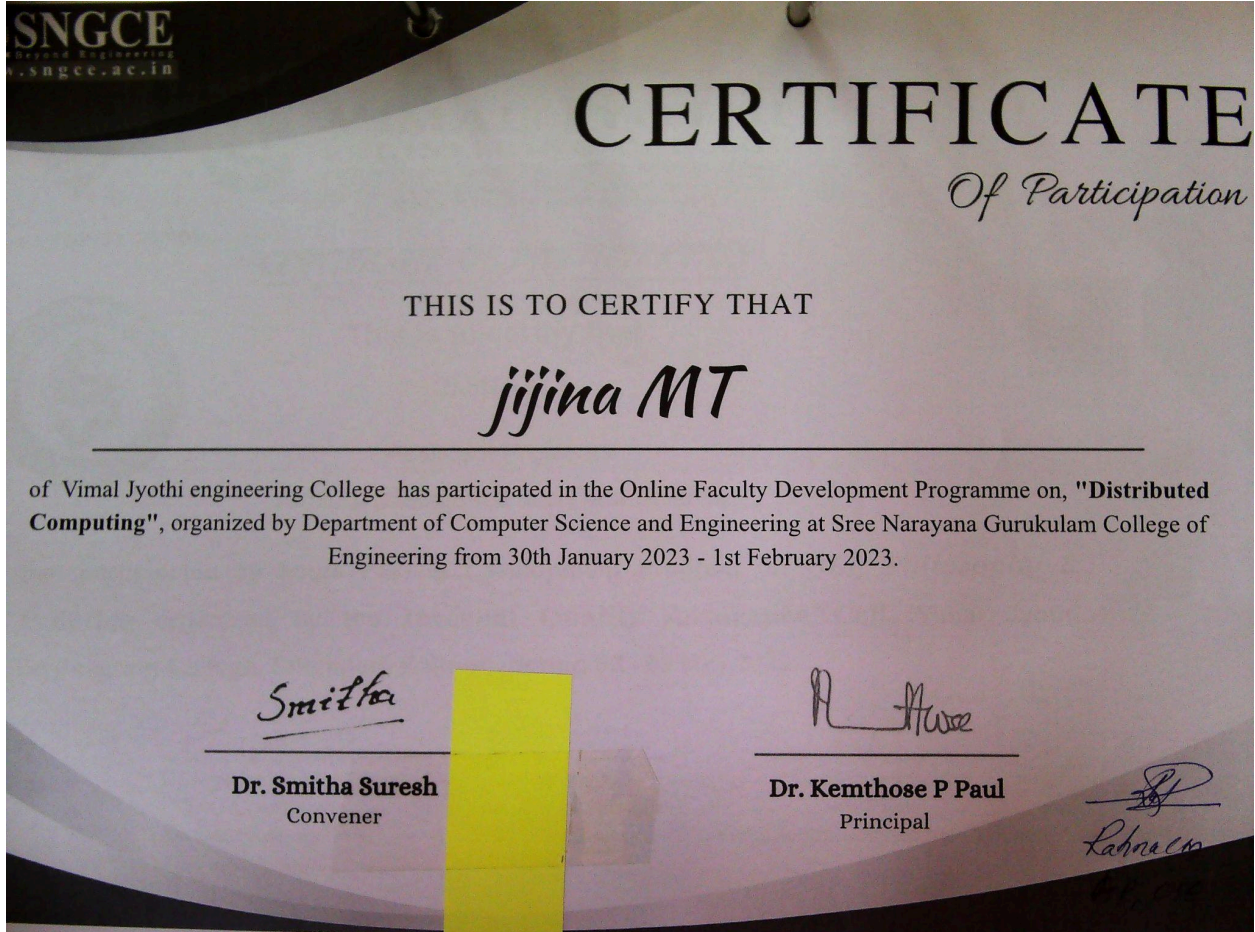 SNGCE
Beyond Engineering
.sngce.ac.in
CERTIFICATE
Of Participation
THIS IS TO CERTIFY THAT
jijina MT
of Vimal Jyothi engineering College has participated in the Online Faculty Development Programme on, "Distributed
Computing", organized by Department of Computer Science and Engineering at Sree Narayana Gurukulam College of
Engineering from 30th January 2023 - 1st February 2023.
Smitha
Dr. Smitha Suresh
Convener
Dr. Kemthose P Paul
Principal